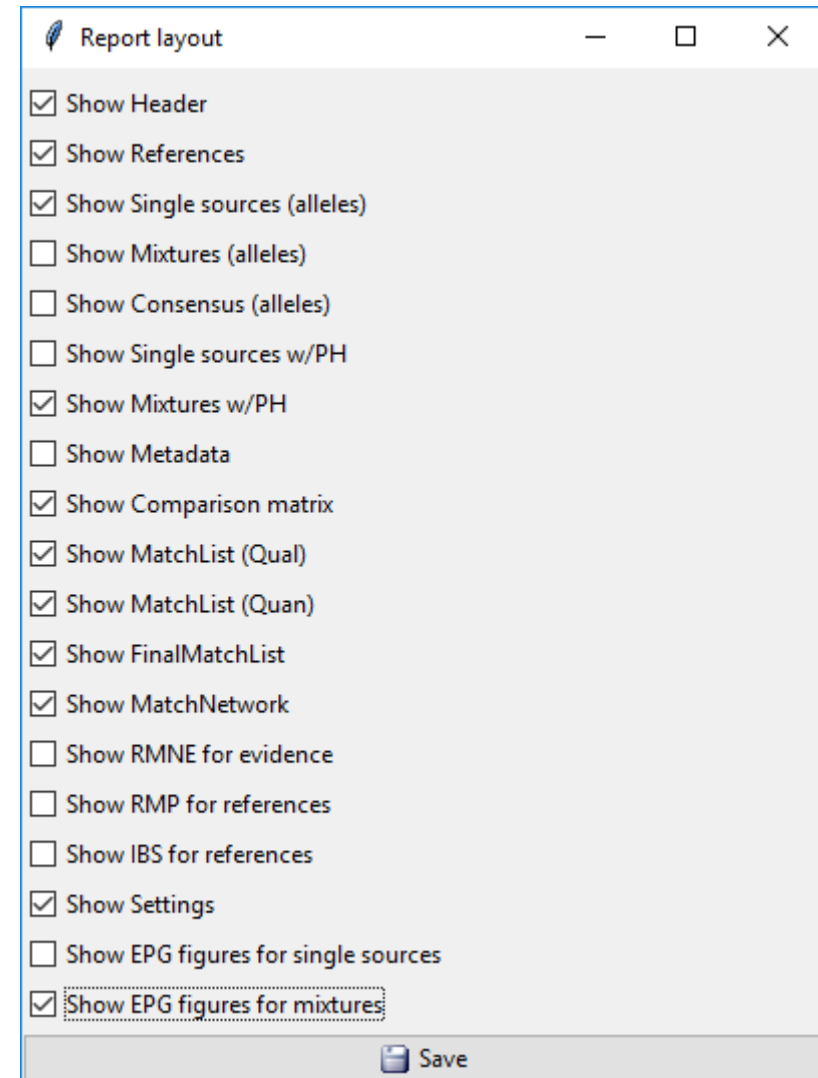 Report layout
Show Header
Show References
Show Single sources (alleles)
Show Mixtures (alleles)
Show Consensus (alleles)
Show Single sources w/PH
Show Mixtures w/PH
Show Metadata
Show Comparison matrix
Show MatchList (Qual)
Show MatchList (Quan)
Show FinalMatchList
Show MatchNetwork
Show RMNE for evidence
Show RMP for references
Show IBS for references
Show Settings
Show EPG figures for single sources
Show EPG figures for mixtures
Save